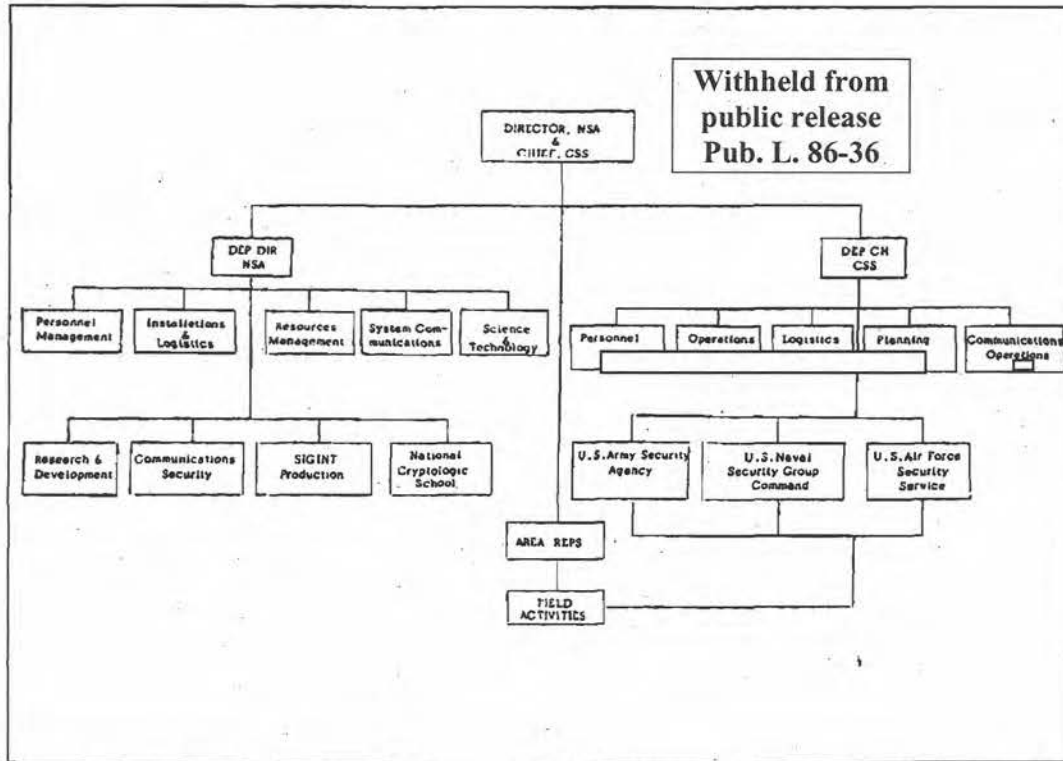 Withheld from
public release
Pub. L. 86-36
DIRECTOR, NSA
&
CHIEF, CSS
DEP DIR
NSA
DEP CH
CSS
Personnel
Management
Installations
&
Logistics
Resources
Management
System Com-
munications
Science
&
Technology
Personnel
Operations
Logistics
Planning
Communications
Operations
Research &
Development
Communications
Security
SIGINT
Production
National
Cryptologic
School
U.S. Army Security
Agency
U.S. Naval
Security Group
Command
U.S. Air Force
Security
Service
AREA REPS
FIELD
ACTIVITIES